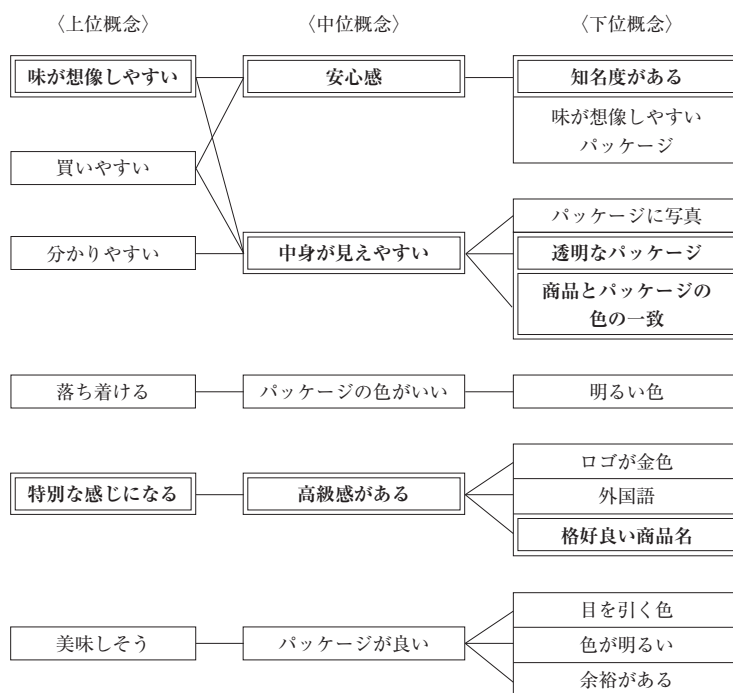 〈上位概念〉
〈中位概念〉
〈下位概念〉
味が想像しやすい
安心感
知名度がある
味が想像しやすい
パッケージ
買いやすい
パッケージに写真
分かりやすい
中身が見えやすい
透明なパッケージ
商品とパッケージの
色の一致
落ち着ける
パッケージの色がいい
明るい色
ロゴが金色
特別な感じになる
高級感がある
外国語
格好良い商品名
目を引く色
美味しそう
パッケージが良い
色が明るい
余裕がある